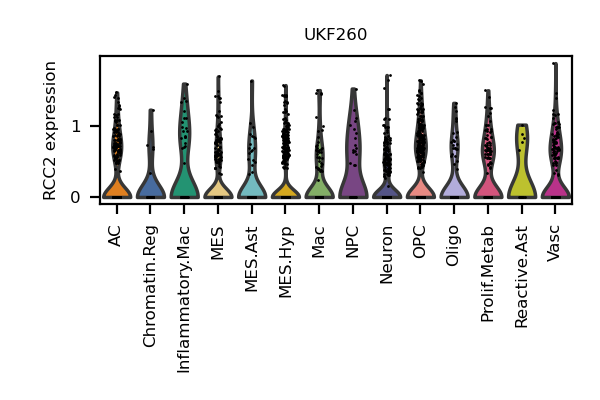 UKF260
RCC2 expression
1
0
AC
Chromatin.Reg
Inflammatory.Mac
MES
MES.Ast
MES.Hyp
Mac
NPC
Neuron
OPC
Oligo
Prolif.Metab
Reactive.Ast
Vasc